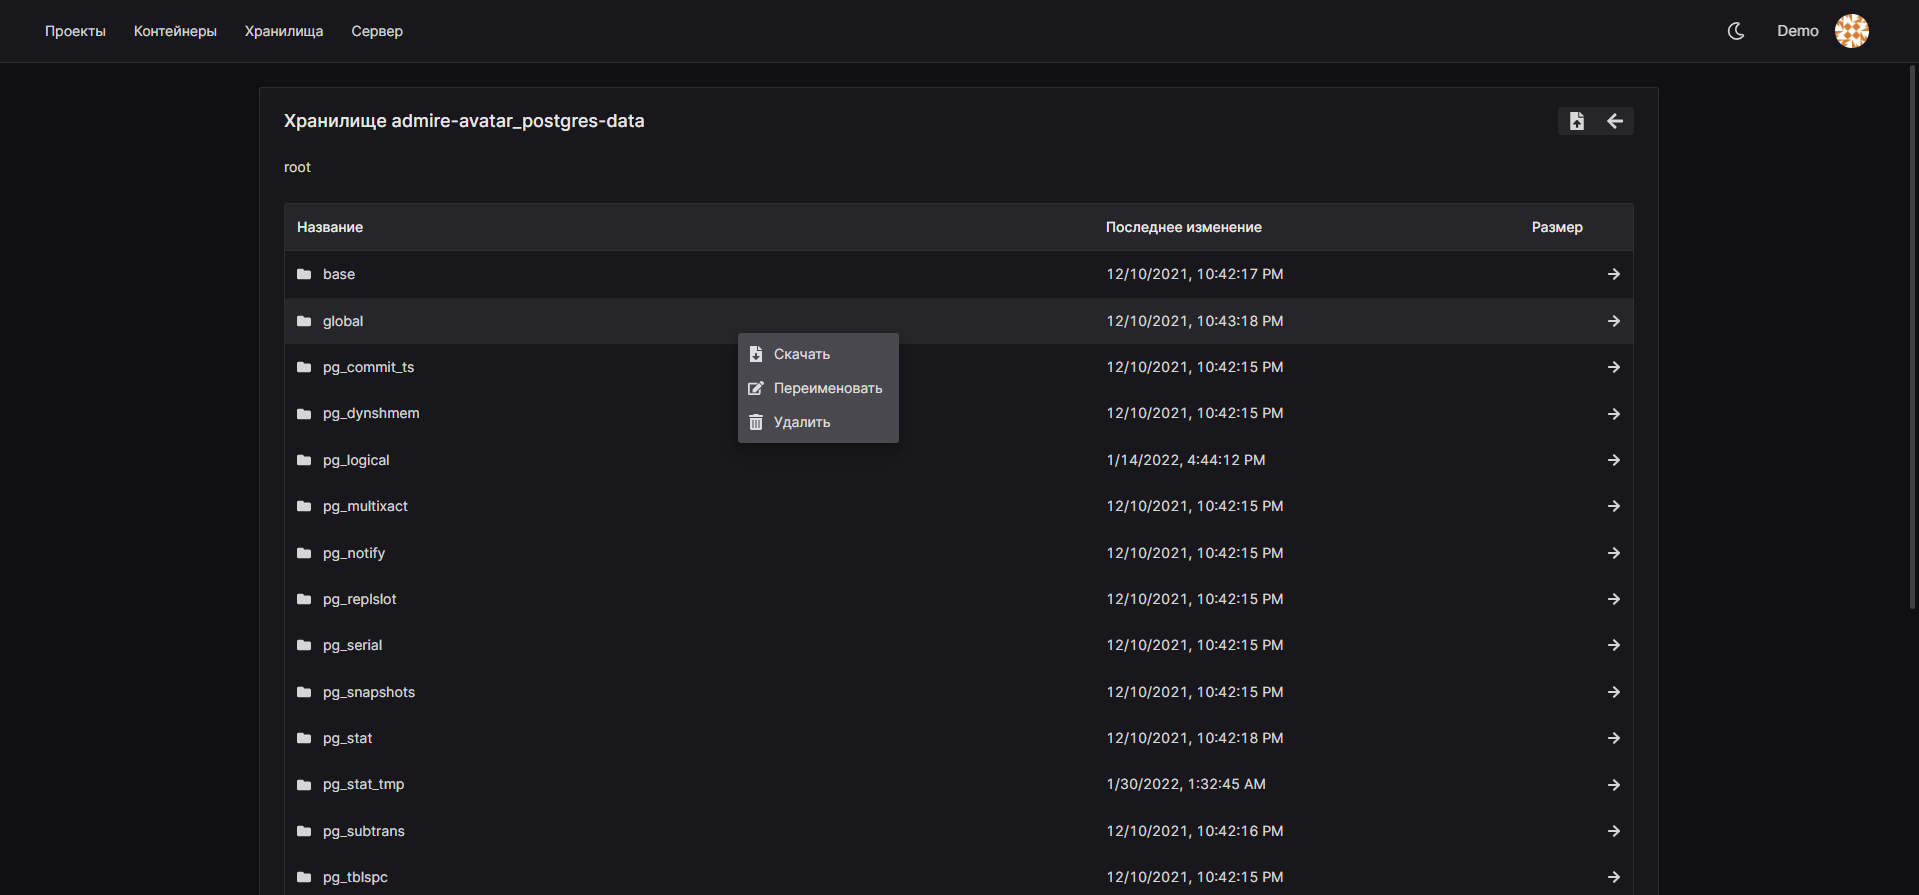 Проекты Контейнеры Хранилища Сервер Demo
Хранилище admire-avatar_postgres-data
root
Название Последнее изменение Размер
base 12/10/2021, 10:42:17 PM
global 12/10/2021, 10:43:18 PM
Скачать
Переименовать
Удалить
pg_commit_ts 12/10/2021, 10:42:15 PM
pg_dynshmem 12/10/2021, 10:42:15 PM
pg_logical 1/14/2022, 4:44:12 PM
pg_multixact 12/10/2021, 10:42:15 PM
pg_notify 12/10/2021, 10:42:15 PM
pg_replslot 12/10/2021, 10:42:15 PM
pg_serial 12/10/2021, 10:42:15 PM
pg_snapshots 12/10/2021, 10:42:15 PM
pg_stat 12/10/2021, 10:42:18 PM
pg_stat_tmp 1/30/2022, 1:32:45 AM
pg_subtrans 12/10/2021, 10:42:16 PM
pg_tblspc 12/10/2021, 10:42:15 PM